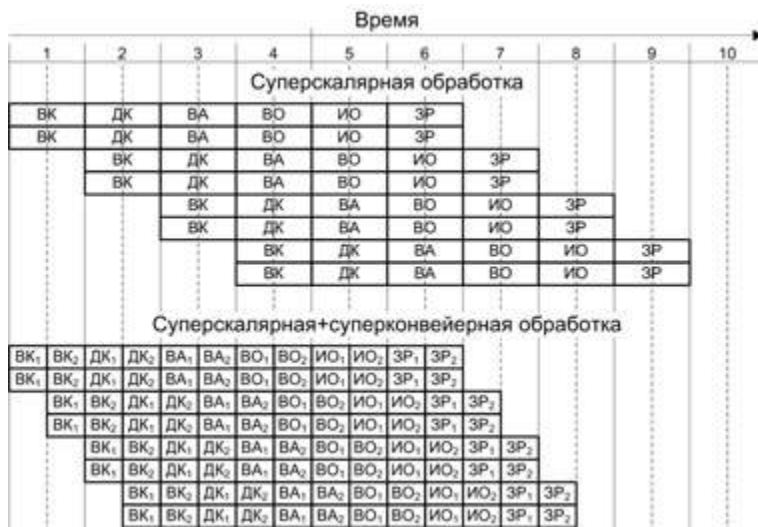 Время
1 2 3 4 5 6 7 8 9 10
Суперскалярная обработка
ВК ДК ВА ВО ИО ЗР
ВК ДК ВА ВО ИО ЗР
ВК ДК ВА ВО ИО ЗР
ВК ДК ВА ВО ИО ЗР
ВК ДК ВА ВО ИО ЗР
ВК ДК ВА ВО ИО ЗР
ВК ДК ВА ВО ИО ЗР
ВК ДК ВА ВО ИО ЗР
Суперскалярная+суперконвейерная обработка
ВК₁ ВК₂ ДК₁ ДК₂ ВА₁ ВА₂ ВО₁ ВО₂ ИО₁ ИО₂ ЗР₁ ЗР₂
ВК₁ ВК₂ ДК₁ ДК₂ ВА₁ ВА₂ ВО₁ ВО₂ ИО₁ ИО₂ ЗР₁ ЗР₂
ВК₁ ВК₂ ДК₁ ДК₂ ВА₁ ВА₂ ВО₁ ВО₂ ИО₁ ИО₂ ЗР₁ ЗР₂
ВК₁ ВК₂ ДК₁ ДК₂ ВА₁ ВА₂ ВО₁ ВО₂ ИО₁ ИО₂ ЗР₁ ЗР₂
ВК₁ ВК₂ ДК₁ ДК₂ ВА₁ ВА₂ ВО₁ ВО₂ ИО₁ ИО₂ ЗР₁ ЗР₂
ВК₁ ВК₂ ДК₁ ДК₂ ВА₁ ВА₂ ВО₁ ВО₂ ИО₁ ИО₂ ЗР₁ ЗР₂
ВК₁ ВК₂ ДК₁ ДК₂ ВА₁ ВА₂ ВО₁ ВО₂ ИО₁ ИО₂ ЗР₁ ЗР₂
ВК₁ ВК₂ ДК₁ ДК₂ ВА₁ ВА₂ ВО₁ ВО₂ ИО₁ ИО₂ ЗР₁ ЗР₂